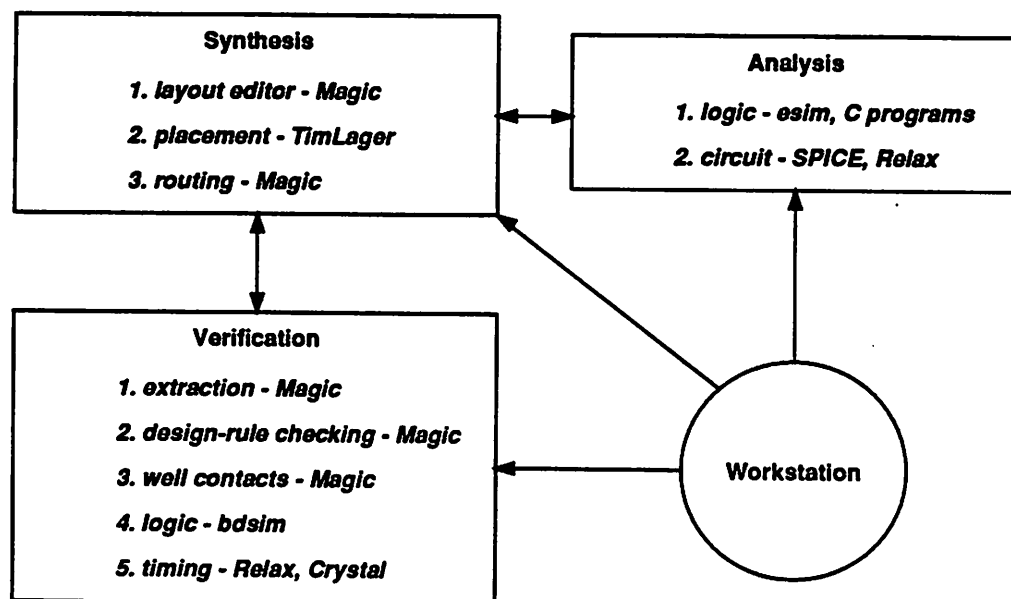 Synthesis
1. layout editor - Magic
2. placement - TimLager
3. routing - Magic
Analysis
1. logic - esim, C programs
2. circuit - SPICE, Relax
Verification
1. extraction - Magic
2. design-rule checking - Magic
3. well contacts - Magic
4. logic - bdsim
5. timing - Relax, Crystal
Workstation